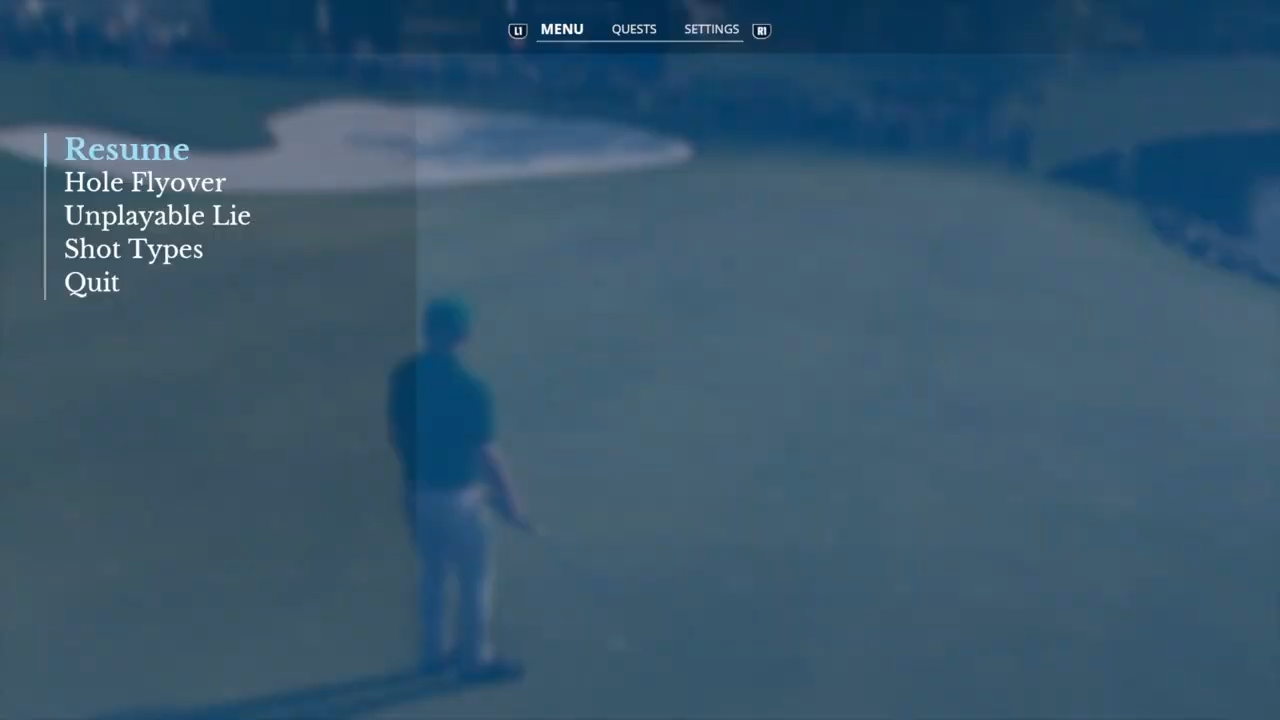 L1 MENU QUESTS SETTINGS R1
Resume
Hole Flyover
Unplayable Lie
Shot Types
Quit